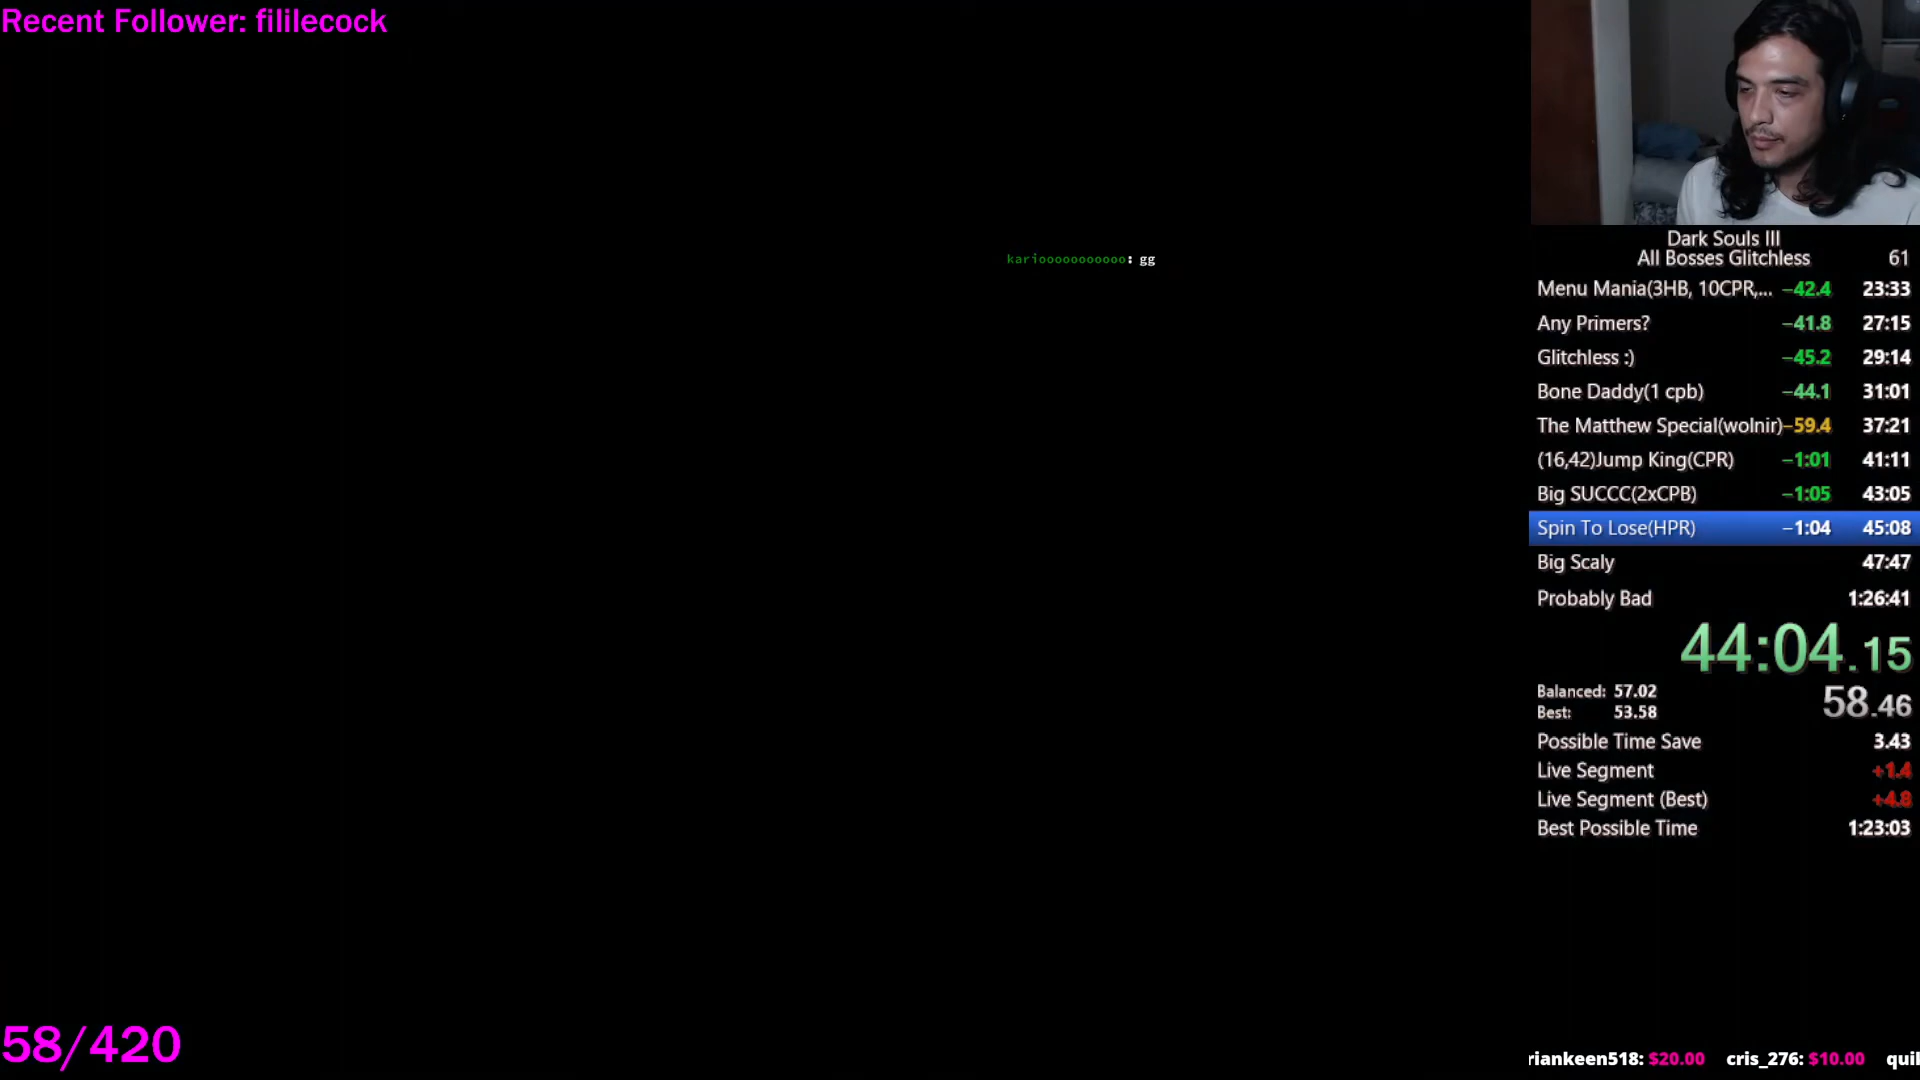 Recent Follower: fililecock
karioooooooooooo: gg
Dark Souls III
All Bosses Glitchless 61
Menu Mania(3HB, 10CPR,... −42.4 23:33
Any Primers? −41.8 27:15
Glitchless :) −45.2 29:14
Bone Daddy(1 cpb) −44.1 31:01
The Matthew Special(wolnir) −59.4 37:21
(16,42)Jump King(CPR) −1:01 41:11
Big SUCCC(2xCPB) −1:05 43:05
Spin To Lose(HPR) −1:04 45:08
Big Scaly 47:47
Probably Bad 1:26:41
44:04.15
Balanced: 57.02 58.46
Best: 53.58
Possible Time Save 3.43
Live Segment +1.4
Live Segment (Best) +4.8
Best Possible Time 1:23:03
58/420
riankeen518: $20.00 cris_276: $10.00 quil